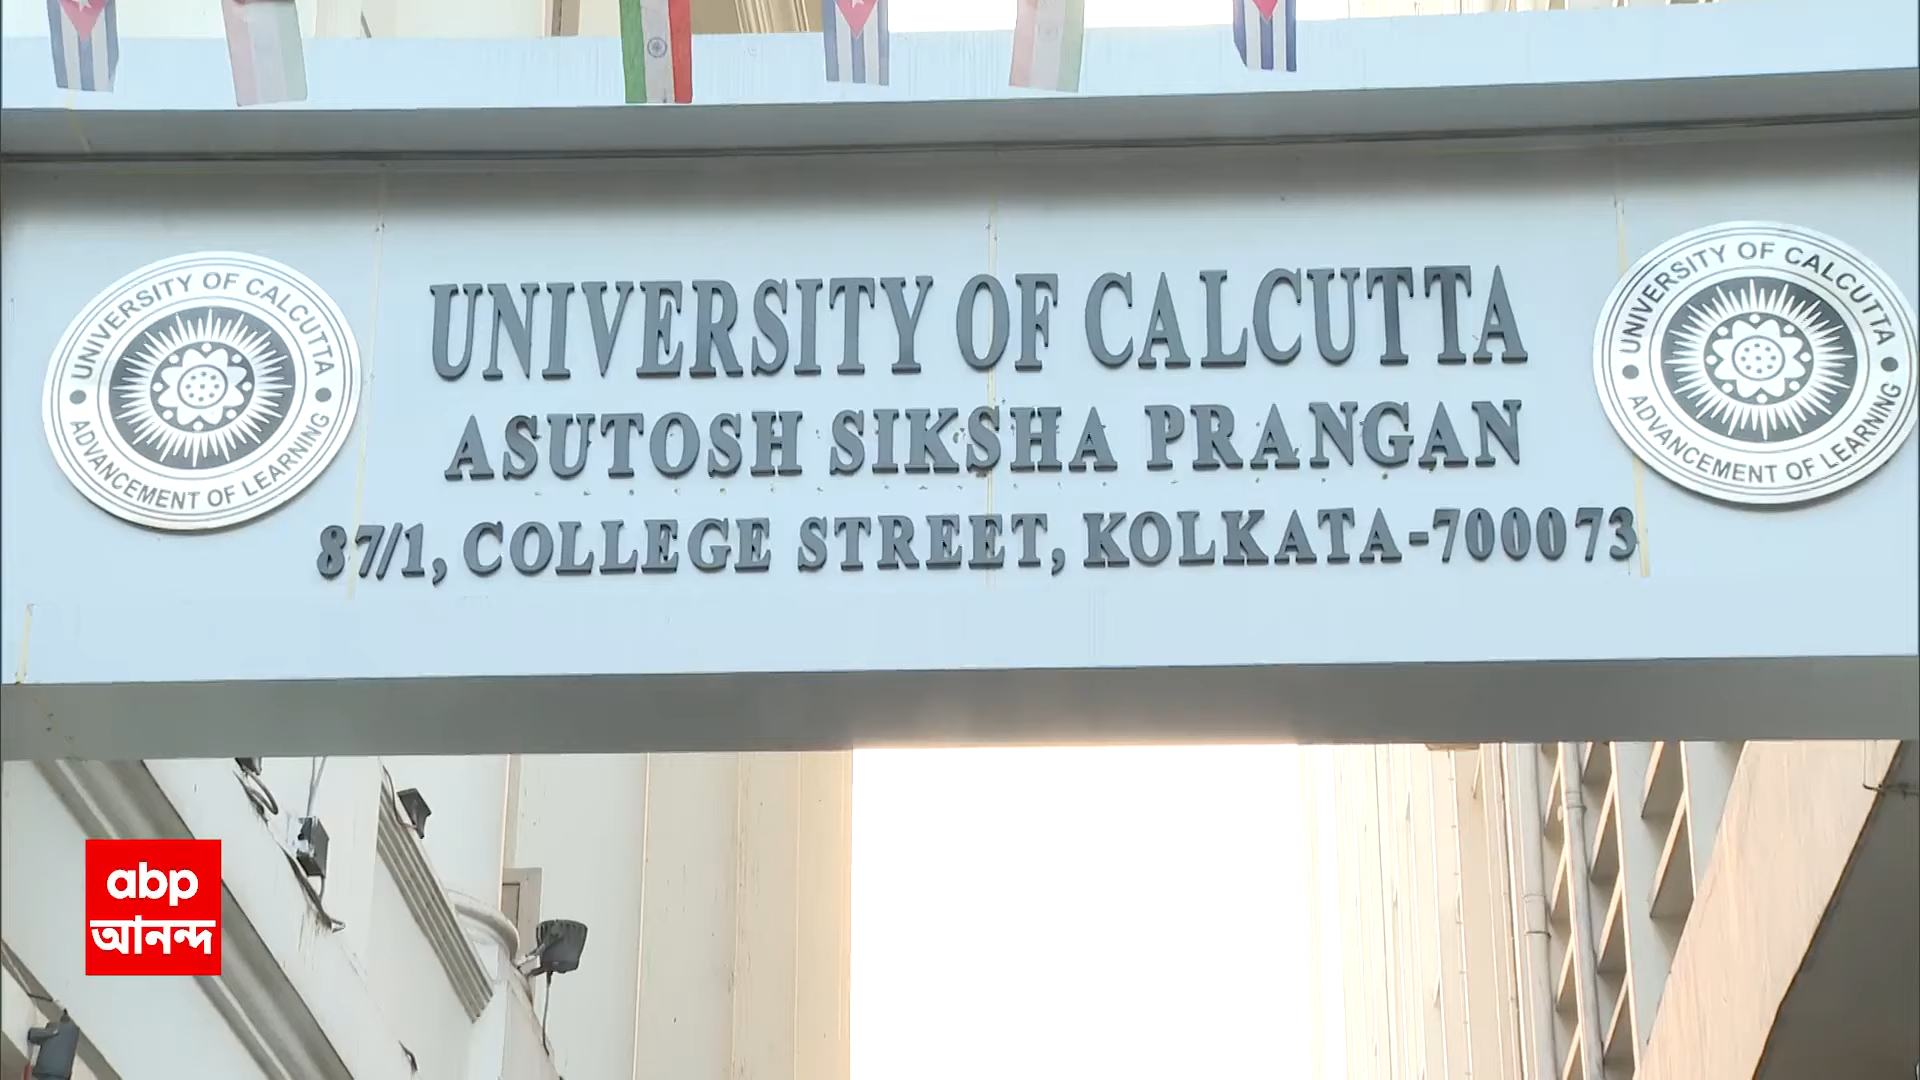 UNIVERSITY OF CALCUTTA
ADVANCEMENT OF LEARNING
UNIVERSITY OF CALCUTTA
ASUTOSH SIKSHA PRANGAN
87/1, COLLEGE STREET, KOLKATA-700073
UNIVERSITY OF CALCUTTA
ADVANCEMENT OF LEARNING
abp
আনন্দ